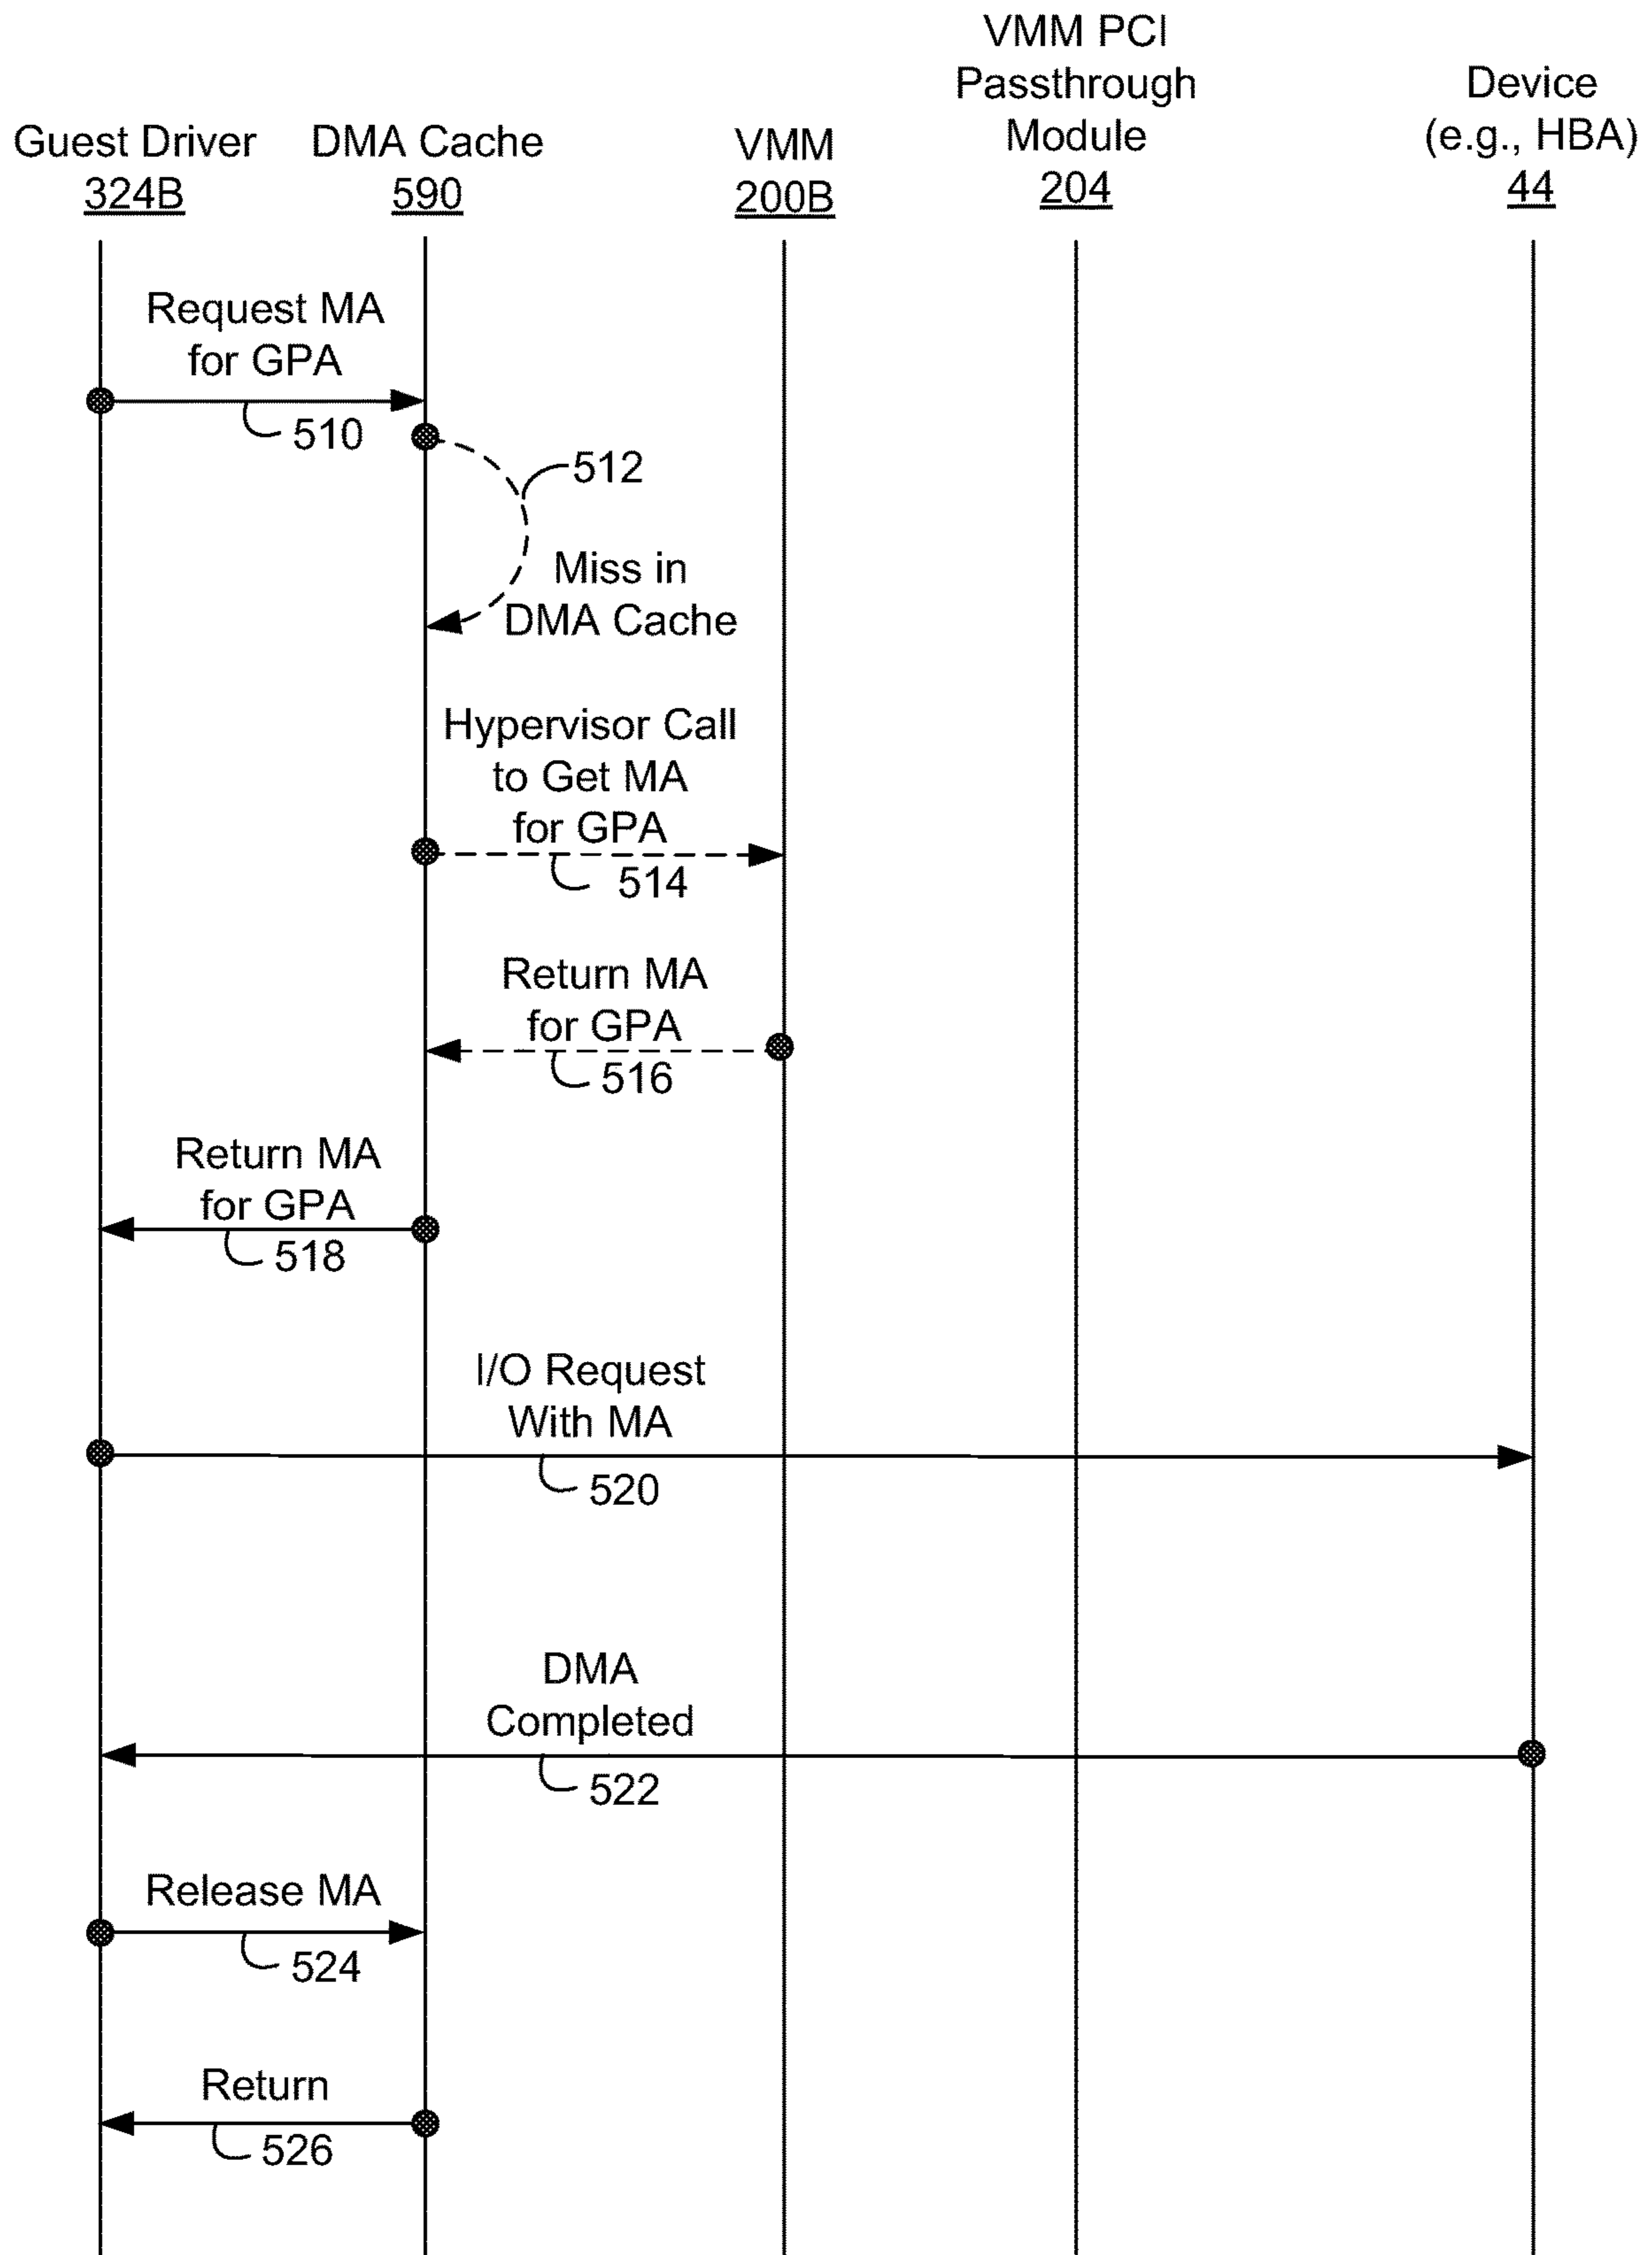 Guest Driver
324B
DMA Cache
590
VMM
200B
VMM PCI
Passthrough
Module
204
Device
(e.g., HBA)
44
Request MA
for GPA
510
512
Miss in
DMA Cache
Hypervisor Call
to Get MA
for GPA
514
Return MA
for GPA
516
Return MA
for GPA
518
I/O Request
With MA
520
DMA
Completed
522
Release MA
524
Return
526